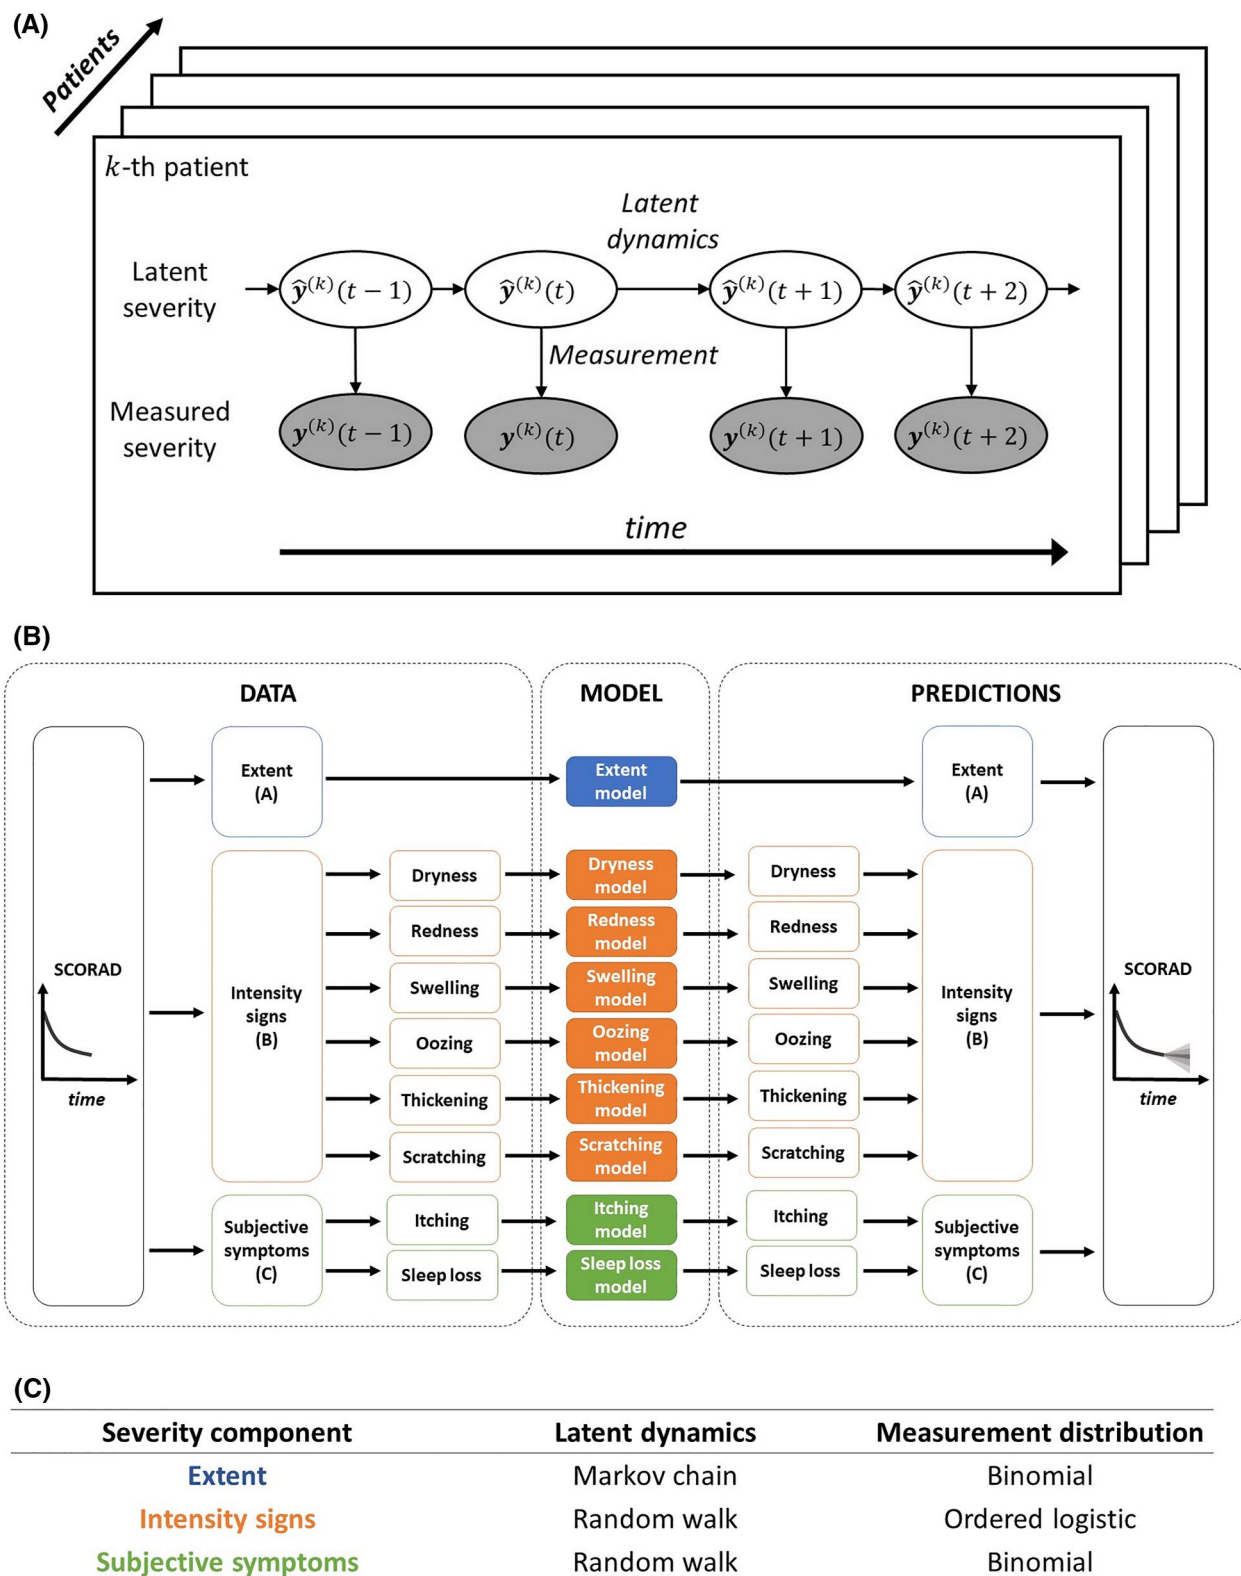 (A)
Patients
k-th patient
Latent
dynamics
Latent
severity
ŷ⁽ᵏ⁾(t − 1)
ŷ⁽ᵏ⁾(t)
ŷ⁽ᵏ⁾(t + 1)
ŷ⁽ᵏ⁾(t + 2)
Measurement
Measured
severity
y⁽ᵏ⁾(t − 1)
y⁽ᵏ⁾(t)
y⁽ᵏ⁾(t + 1)
y⁽ᵏ⁾(t + 2)
time
(B)
DATA
SCORAD
time
Extent
(A)
Intensity
signs
(B)
Subjective
symptoms
(C)
Dryness
Redness
Swelling
Oozing
Thickening
Scratching
Itching
Sleep loss
MODEL
Extent
model
Dryness
model
Redness
model
Swelling
model
Oozing
model
Thickening
model
Scratching
model
Itching
model
Sleep loss
model
PREDICTIONS
Dryness
Redness
Swelling
Oozing
Thickening
Scratching
Itching
Sleep loss
Extent
(A)
Intensity
signs
(B)
Subjective
symptoms
(C)
SCORAD
time
(C)
Severity component Latent dynamics Measurement distribution
Extent Markov chain Binomial
Intensity signs Random walk Ordered logistic
Subjective symptoms Random walk Binomial